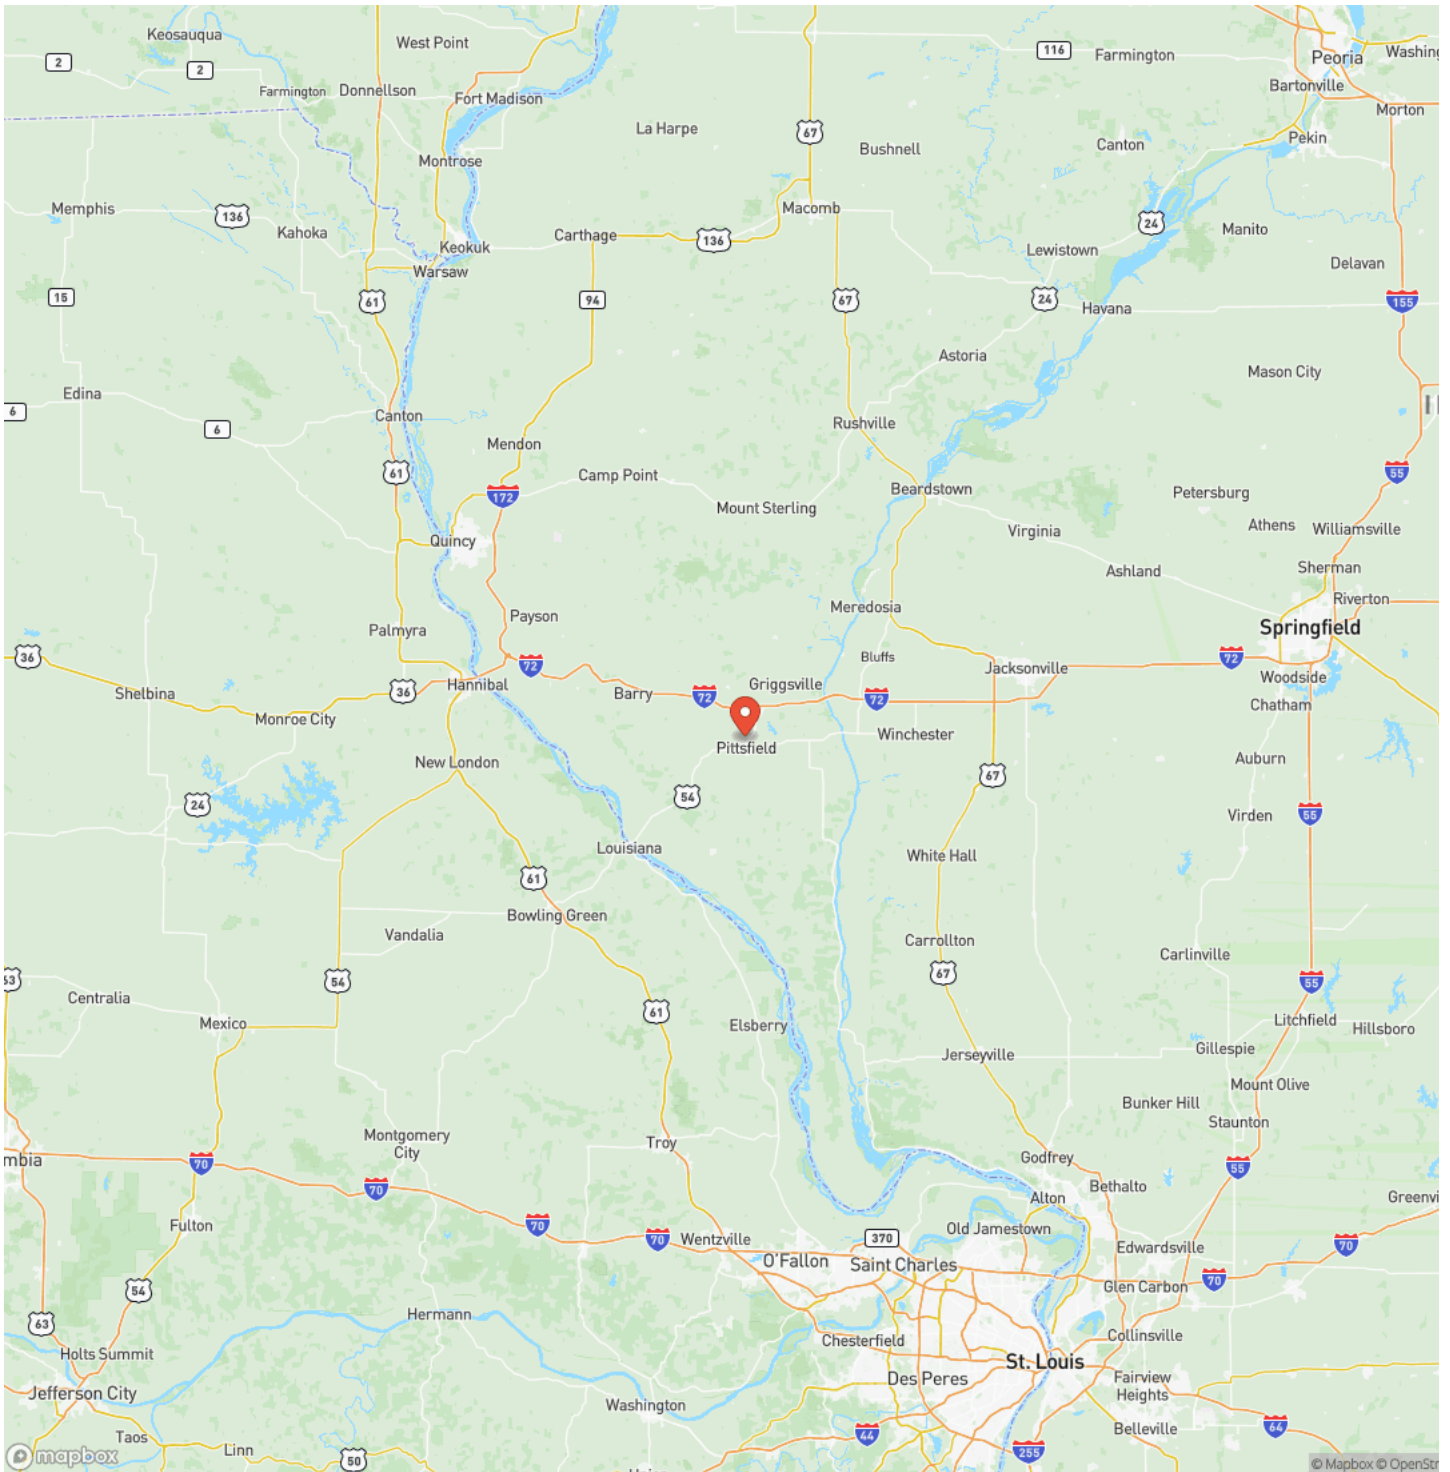 Keosauqua
West Point
116
Farmington
Peoria
Washing
2
2
Farmington
Donnellson
Fort Madison
Bartonville
Morton
La Harpe
67
Bushnell
Canton
Pekin
Montrose
Memphis
136
Kahoka
Keokuk
Carthage
136
Macomb
24
Manito
Lewistown
Delavan
Warsaw
15
61
94
67
24
Havana
155
Astoria
Mason City
Edina
6
6
Canton
Rushville
Mendon
61
172
Camp Point
Beardstown
Petersburg
55
Mount Sterling
Virginia
Athens
Williamsville
Quincy
Ashland
Sherman
Riverton
Payson
Meredosia
Palmyra
Springfield
36
72
Bluffs
Jacksonville
72
Woodside
Shelbina
36
Hannibal
Barry
72
Griggsville
72
Chatham
Monroe City
Pittsfield
Winchester
New London
67
Auburn
24
54
Virden
55
Louisiana
White Hall
61
Bowling Green
Vandalia
Carrollton
Carlinville
63
54
67
55
Centralia
61
Mexico
Elsberry
Litchfield
Hillsboro
Jerseyville
Gillespie
Mount Olive
Bunker Hill
Staunton
Montgomery
City
Troy
mbia
70
70
Godfrey
55
Bethalto
Alton
Greenvi
Fulton
70
70
Wentzville
370
Old Jamestown
Edwardsville
70
O'Fallon
Saint Charles
Glen Carbon
70
54
Hermann
63
Chesterfield
Collinsville
Holts Summit
St. Louis
Jefferson City
Des Peres
Fairview
Heights
Washington
Taos
Linn
50
44
255
Belleville
64
mapbox
© Mapbox © OpenStr